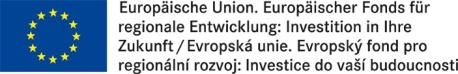 Europäische Union. Europäischer Fonds für
regionale Entwicklung: Investition in Ihre
Zukunft / Evropská unie. Evropský fond pro
regionální rozvoj: Investice do vaší budoucnosti